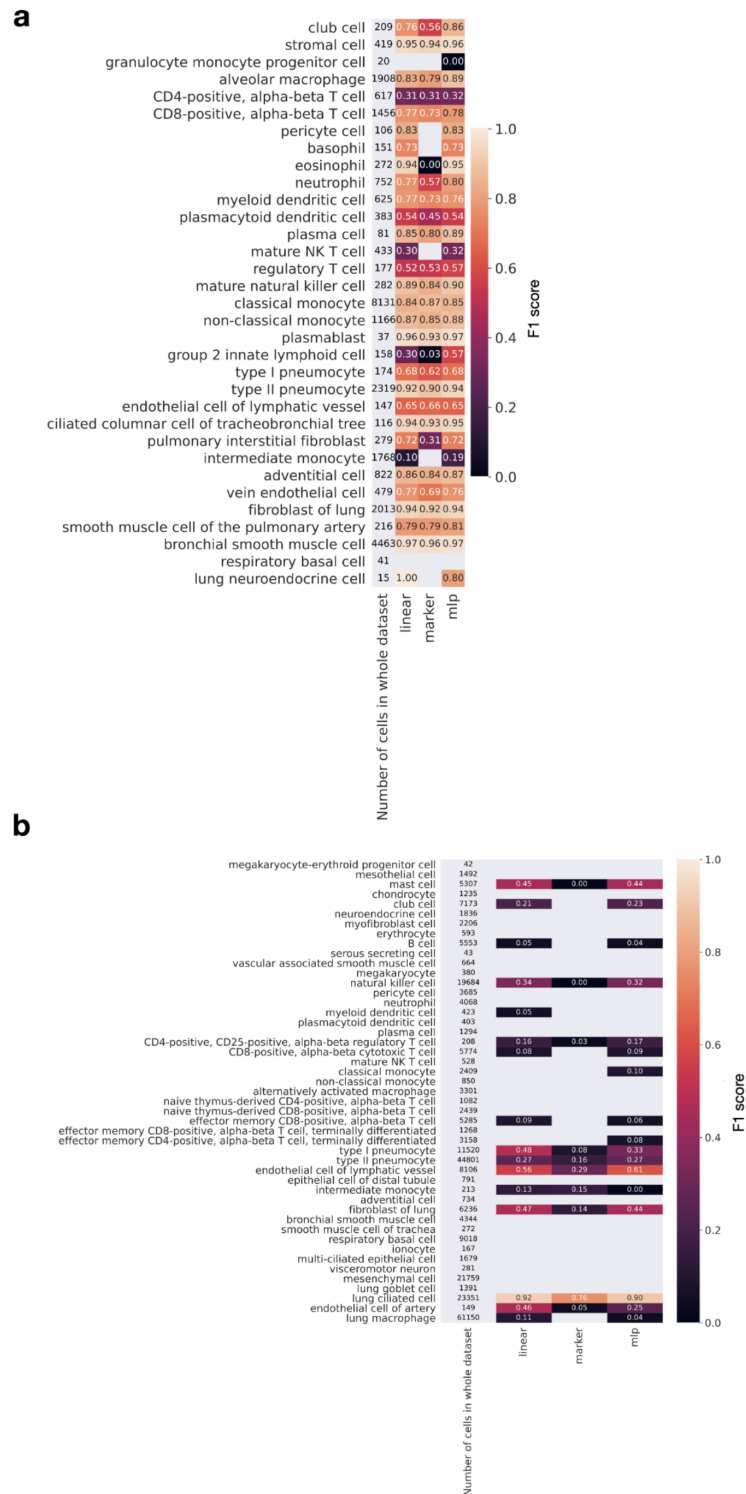 a
club cell 209 0.76 0.56 0.86
stromal cell 419 0.95 0.94 0.96
granulocyte monocyte progenitor cell 20 0.00
alveolar macrophage 1908 0.83 0.79 0.89
CD4-positive, alpha-beta T cell 617 0.31 0.31 0.32
CD8-positive, alpha-beta T cell 1456 0.77 0.73 0.78
pericyte cell 106 0.83 0.83
basophil 151 0.73 0.73
eosinophil 272 0.94 0.00 0.95
neutrophil 752 0.77 0.57 0.80
myeloid dendritic cell 625 0.77 0.73 0.76
plasmacytoid dendritic cell 383 0.54 0.45 0.54
plasma cell 81 0.85 0.80 0.89
mature NK T cell 433 0.30 0.32
regulatory T cell 177 0.52 0.53 0.57
mature natural killer cell 282 0.89 0.84 0.90
classical monocyte 8131 0.84 0.87 0.85
non-classical monocyte 1166 0.87 0.85 0.88
plasmablast 37 0.96 0.93 0.97
group 2 innate lymphoid cell 158 0.30 0.03 0.57
type I pneumocyte 174 0.68 0.62 0.68
type II pneumocyte 2319 0.92 0.90 0.94
endothelial cell of lymphatic vessel 147 0.65 0.66 0.65
ciliated columnar cell of tracheobronchial tree 116 0.94 0.93 0.95
pulmonary interstitial fibroblast 279 0.72 0.31 0.72
intermediate monocyte 1768 0.10 0.19
adventitial cell 822 0.86 0.84 0.87
vein endothelial cell 479 0.77 0.69 0.76
fibroblast of lung 2013 0.94 0.92 0.94
smooth muscle cell of the pulmonary artery 216 0.79 0.79 0.81
bronchial smooth muscle cell 4463 0.97 0.96 0.97
respiratory basal cell 41
lung neuroendocrine cell 15 1.00 0.80
Number of cells in whole dataset
linear
marker
mlp
1.0
0.8
0.6
0.4
0.2
0.0
F1 score
b
megakaryocyte-erythroid progenitor cell 42
mesothelial cell 1492
mast cell 5307 0.45 0.00 0.44
chondrocyte 1235
club cell 7173 0.21 0.23
neuroendocrine cell 1836
myofibroblast cell 2206
erythrocyte 593
B cell 5553 0.05 0.04
serous secreting cell 43
vascular associated smooth muscle cell 664
megakaryocyte 380
natural killer cell 19684 0.34 0.00 0.32
pericyte cell 3685
neutrophil 4068
myeloid dendritic cell 423 0.05
plasmacytoid dendritic cell 403
plasma cell 1294
CD4-positive, CD25-positive, alpha-beta regulatory T cell 208 0.16 0.03 0.17
CD8-positive, alpha-beta cytotoxic T cell 5774 0.08 0.09
mature NK T cell 528
classical monocyte 2409 0.10
non-classical monocyte 850
alternatively activated macrophage 3301
naive thymus-derived CD4-positive, alpha-beta T cell 1082
naive thymus-derived CD8-positive, alpha-beta T cell 2439
effector memory CD8-positive, alpha-beta T cell 5285 0.09 0.06
effector memory CD8-positive, alpha-beta T cell, terminally differentiated 1268
effector memory CD4-positive, alpha-beta T cell, terminally differentiated 3158 0.08
type I pneumocyte 11520 0.48 0.08 0.33
type II pneumocyte 44801 0.27 0.16 0.27
endothelial cell of lymphatic vessel 8106 0.56 0.29 0.61
epithelial cell of distal tubule 791
intermediate monocyte 213 0.13 0.15 0.00
adventitial cell 734
fibroblast of lung 6236 0.47 0.14 0.44
bronchial smooth muscle cell 4344
smooth muscle cell of trachea 272
respiratory basal cell 9018
ionocyte 167
multi-ciliated epithelial cell 1679
visceromotor neuron 281
mesenchymal cell 21759
lung goblet cell 1391
lung ciliated cell 23351 0.92 0.76 0.90
endothelial cell of artery 149 0.46 0.05 0.25
lung macrophage 61150 0.11 0.04
Number of cells in whole dataset
linear
marker
mlp
1.0
0.8
0.6
0.4
0.2
0.0
F1 score